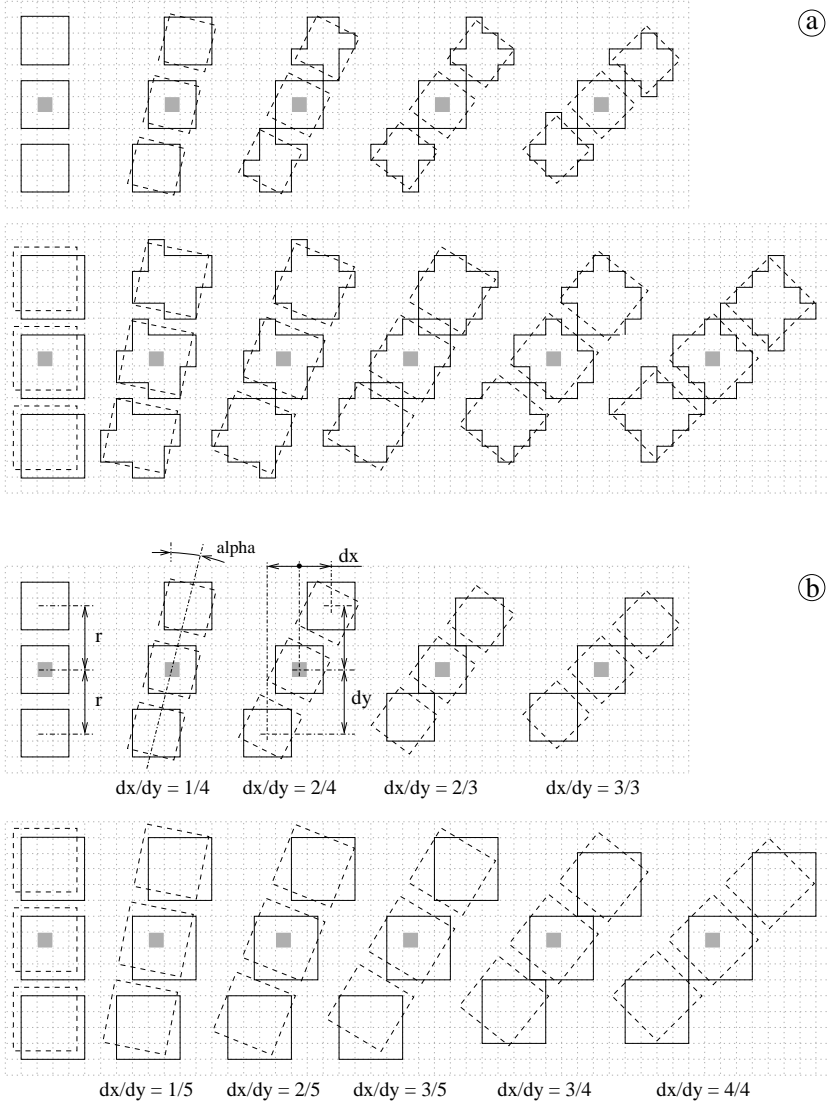 a
alpha
dx
b
r
r
dy
dx/dy = 1/4
dx/dy = 2/4
dx/dy = 2/3
dx/dy = 3/3
dx/dy = 1/5
dx/dy = 2/5
dx/dy = 3/5
dx/dy = 3/4
dx/dy = 4/4